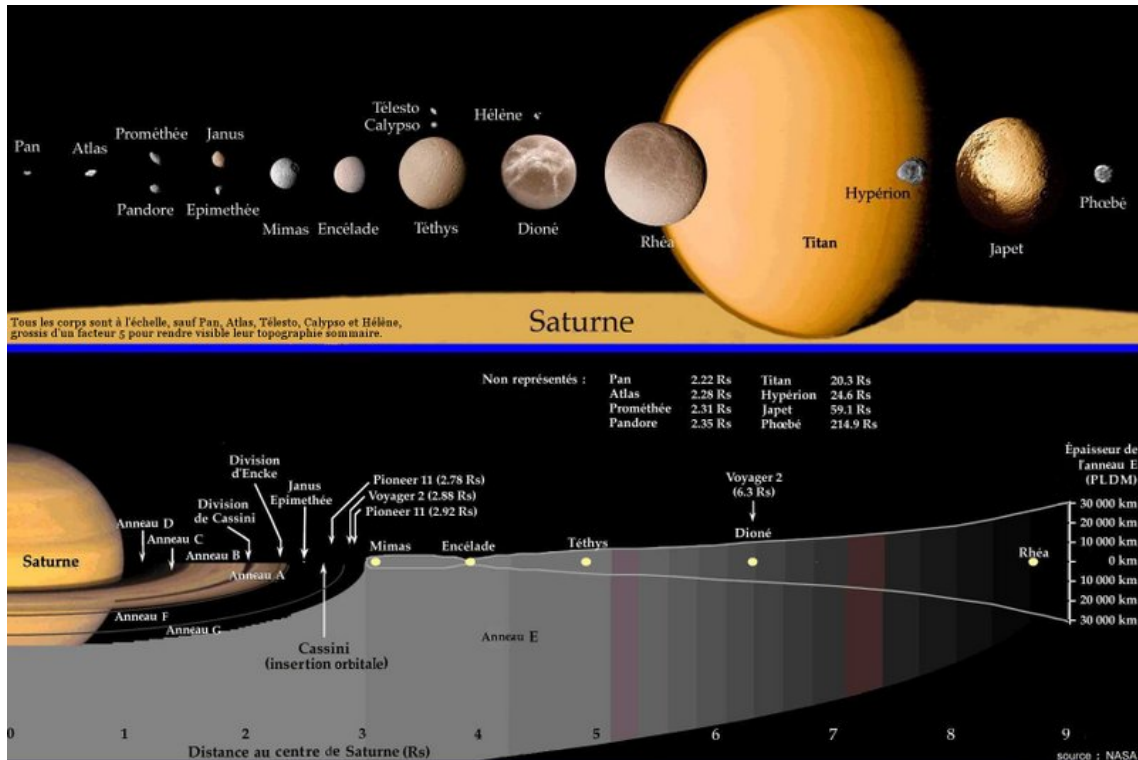 Télesto
Calypso
Hélène
Prométhée
Janus
Pan
Atlas
Pandore
Epimethée
Mimas
Encélade
Téthys
Dioné
Rhéa
Titan
Hypérion
Japet
Phœbé
Tous les corps sont à l'échelle, sauf Pan, Atlas, Télesto, Calypso et Hélène,
grossis d'un facteur 5 pour rendre visible leur topographie sommaire.
Saturne
Non représentés :
Pan 2.22 Rs Titan 20.3 Rs
Atlas 2.28 Rs Hypérion 24.6 Rs
Prométhée 2.31 Rs Japet 59.1 Rs
Pandore 2.35 Rs Phœbé 214.9 Rs
Épaisseur de
l'anneau E
(PLDM)
30 000 km
20 000 km
10 000 km
0 km
10 000 km
20 000 km
30 000 km
Division
d'Encke
Janus
Epimethée
Pioneer 11 (2.78 Rs)
Voyager 2 (2.88 Rs)
Pioneer 11 (2.92 Rs)
Voyager 2
(6.3 Rs)
Division
de Cassini
Anneau D
Anneau C
Anneau B
Anneau A
Saturne
Mimas
Encélade
Téthys
Dioné
Rhéa
Anneau F
Anneau G
Anneau E
Cassini
(insertion orbitale)
0 1 2 3 4 5 6 7 8 9
Distance au centre de Saturne (Rs)
source : NASA